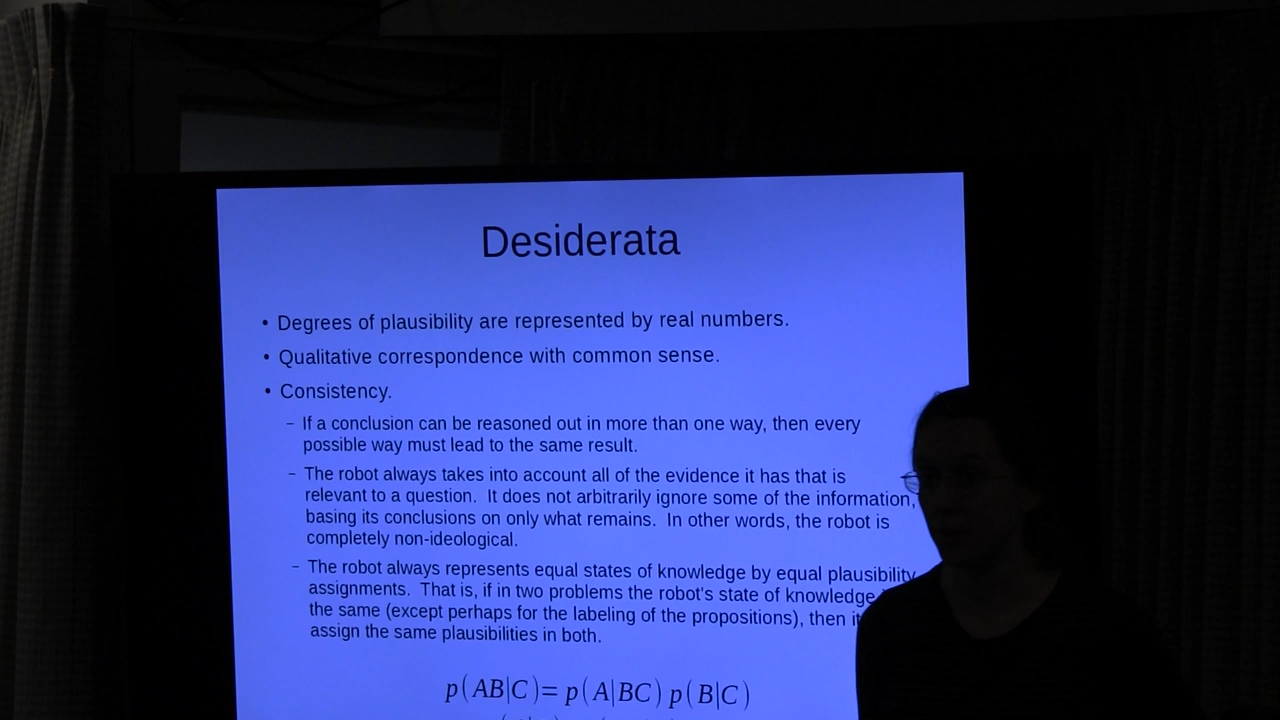 Desiderata
• Degrees of plausibility are represented by real numbers.
• Qualitative correspondence with common sense.
• Consistency.
– If a conclusion can be reasoned out in more than one way, then every
possible way must lead to the same result.
– The robot always takes into account all of the evidence it has that is
relevant to a question. It does not arbitrarily ignore some of the information,
basing its conclusions on only what remains. In other words, the robot is
completely non-ideological.
– The robot always represents equal states of knowledge by equal plausibility
assignments. That is, if in two problems the robot's state of knowledge
the same (except perhaps for the labeling of the propositions), then it
assign the same plausibilities in both.
p(AB|C)= p(A|BC) p(B|C)